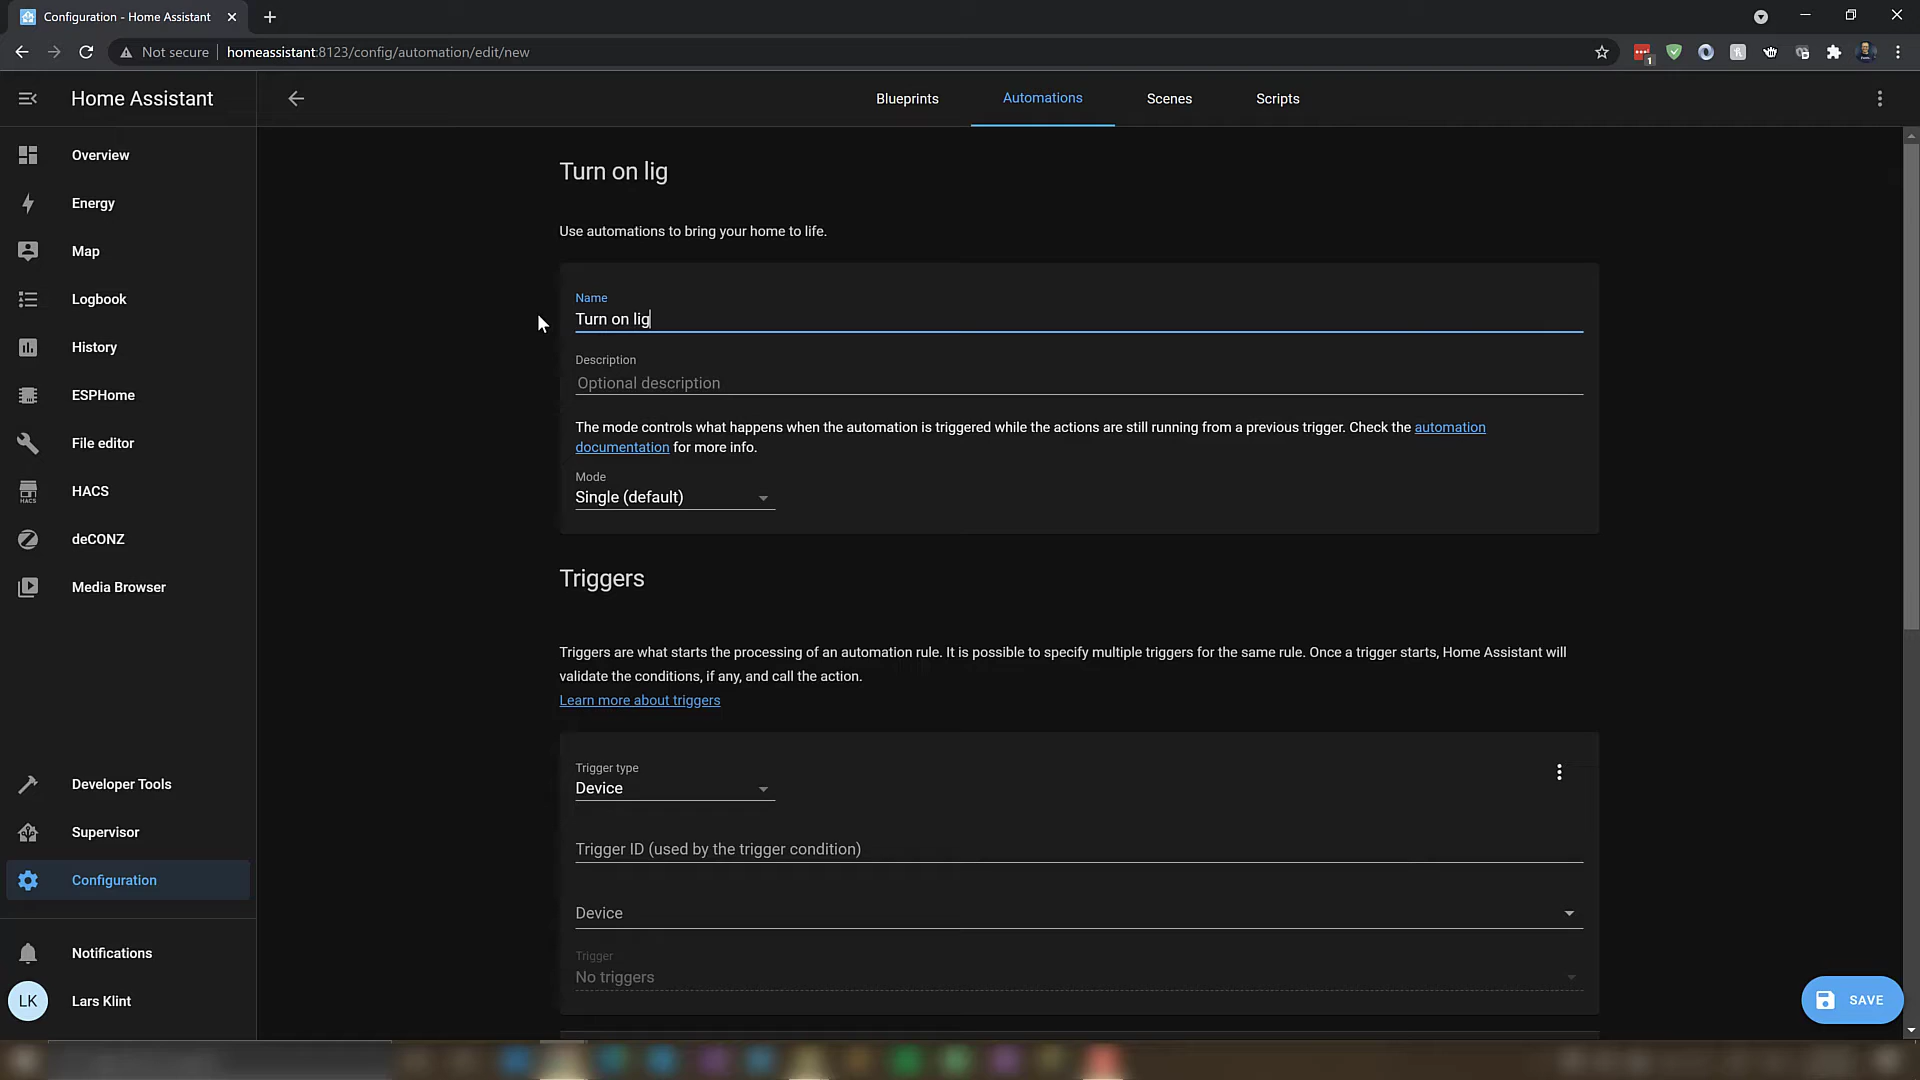 Configuration - Home Assistant
Not secure
homeassistant:8123/config/automation/edit/new
1
Home Assistant
Blueprints
Automations
Scenes
Scripts
Overview
Energy
Map
Logbook
History
ESPHome
File editor
HACS
HACS
deCONZ
Media Browser
Developer Tools
Supervisor
Configuration
Notifications
LK
Lars Klint
Turn on lig
Use automations to bring your home to life.
Name
Turn on lig
Description
Optional description
The mode controls what happens when the automation is triggered while the actions are still running from a previous trigger. Check the automation
documentation for more info.
Mode
Single (default)
Triggers
Triggers are what starts the processing of an automation rule. It is possible to specify multiple triggers for the same rule. Once a trigger starts, Home Assistant will
validate the conditions, if any, and call the action.
Learn more about triggers
Trigger type
Device
Trigger ID (used by the trigger condition)
Device
Trigger
No triggers
SAVE